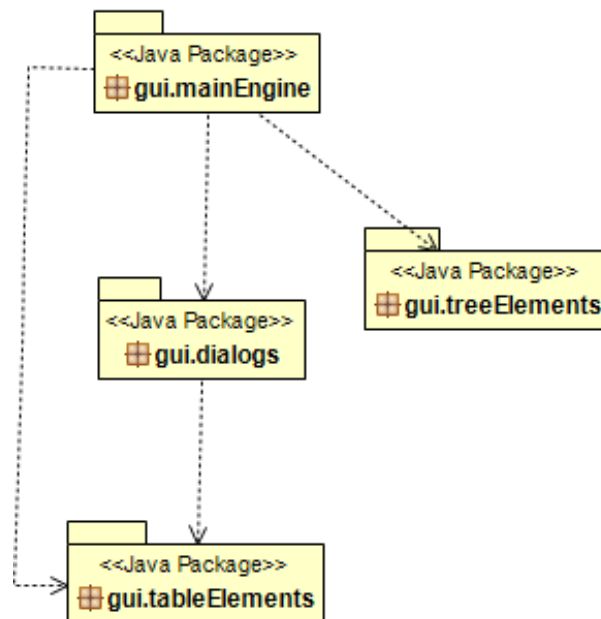 <<Java Package>>
gui.mainEngine
<<Java Package>>
gui.treeElements
<<Java Package>>
gui.dialogs
<<Java Package>>
gui.tableElements